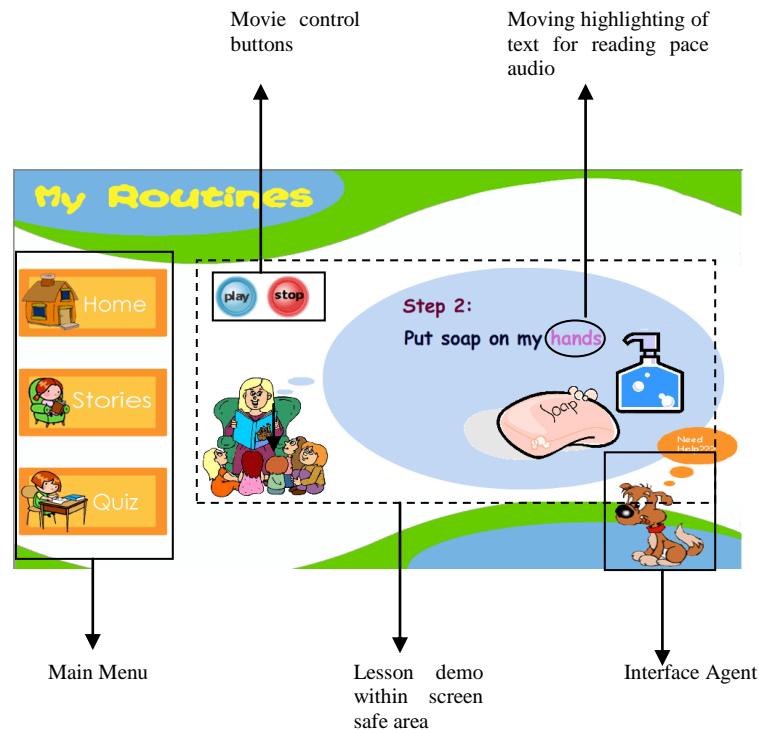 Movie control
buttons
Moving highlighting of
text for reading pace
audio
My Routines
Home
Stories
Quiz
play
stop
Step 2:
Put soap on my hands
Soap
Need
Help???
Main Menu
Lesson demo
within screen
safe area
Interface Agent